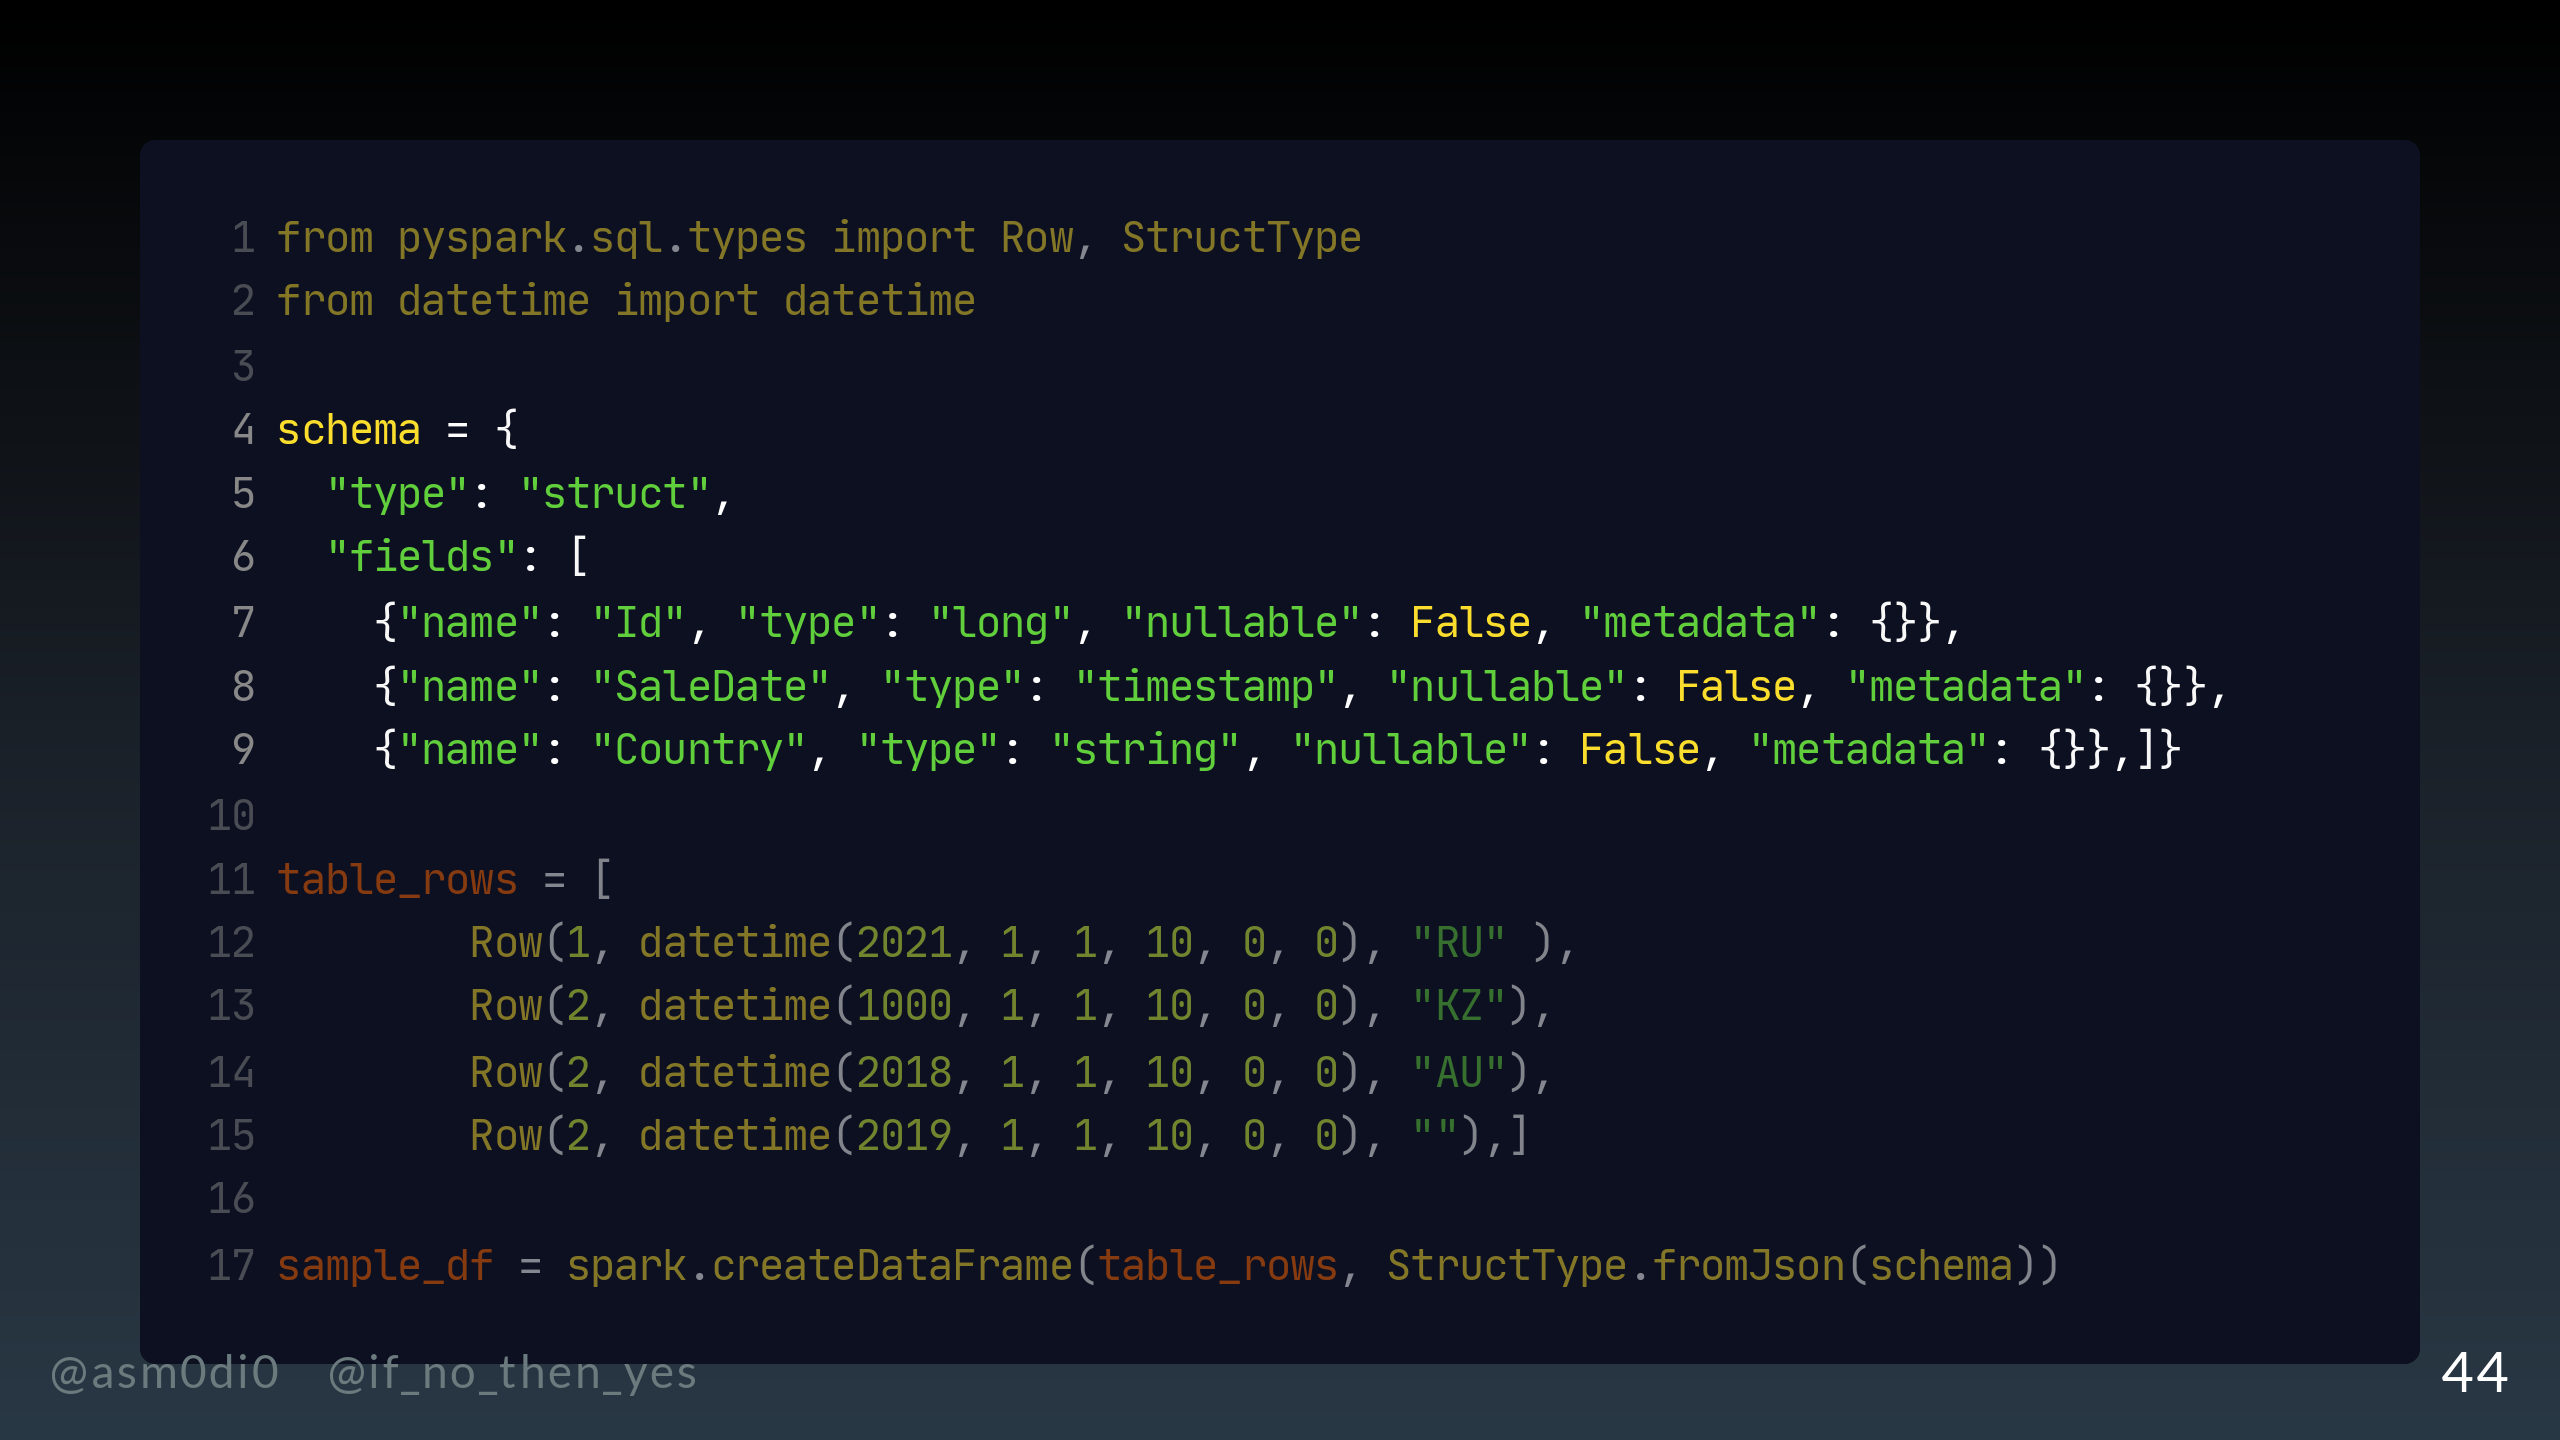 1 from pyspark.sql.types import Row, StructType
2 from datetime import datetime
3
4 schema = {
5   "type": "struct",
6   "fields": [
7     {"name": "Id", "type": "long", "nullable": False, "metadata": {}},
8     {"name": "SaleDate", "type": "timestamp", "nullable": False, "metadata": {}},
9     {"name": "Country", "type": "string", "nullable": False, "metadata": {}},]}
10
11 table_rows = [
12         Row(1, datetime(2021, 1, 1, 10, 0, 0), "RU" ),
13         Row(2, datetime(1000, 1, 1, 10, 0, 0), "KZ"),
14         Row(2, datetime(2018, 1, 1, 10, 0, 0), "AU"),
15         Row(2, datetime(2019, 1, 1, 10, 0, 0), ""),]
16
17 sample_df = spark.createDataFrame(table_rows, StructType.fromJson(schema))
@asm0di0 @if_no_then_yes
44